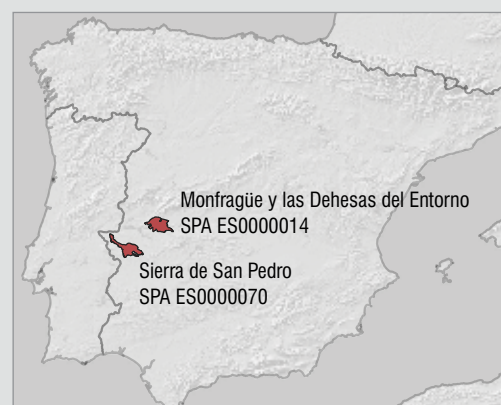 Monfragüe y las Dehesas del Entorno
SPA ES0000014
Sierra de San Pedro
SPA ES0000070